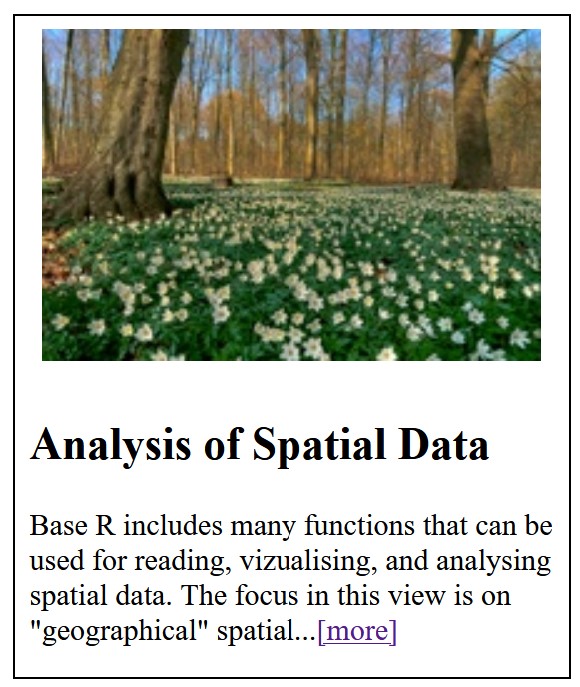 Analysis of Spatial Data
Base R includes many functions that can be
used for reading, vizualising, and analysing
spatial data. The focus in this view is on
"geographical" spatial...[more]